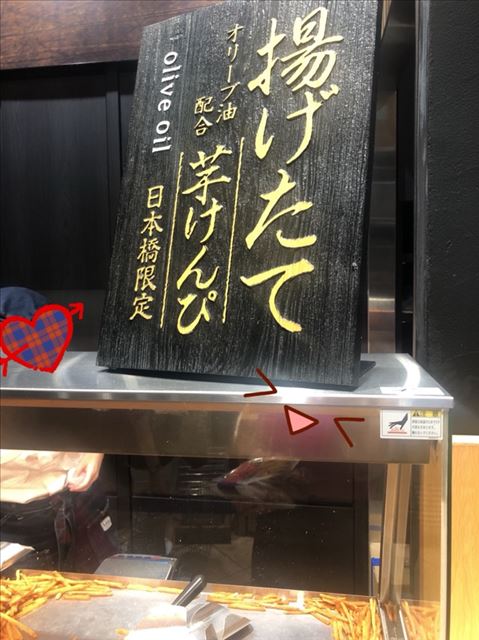 揚げたて
オリーブ油
配合
olive oil
芋けんぴ
日本橋限定